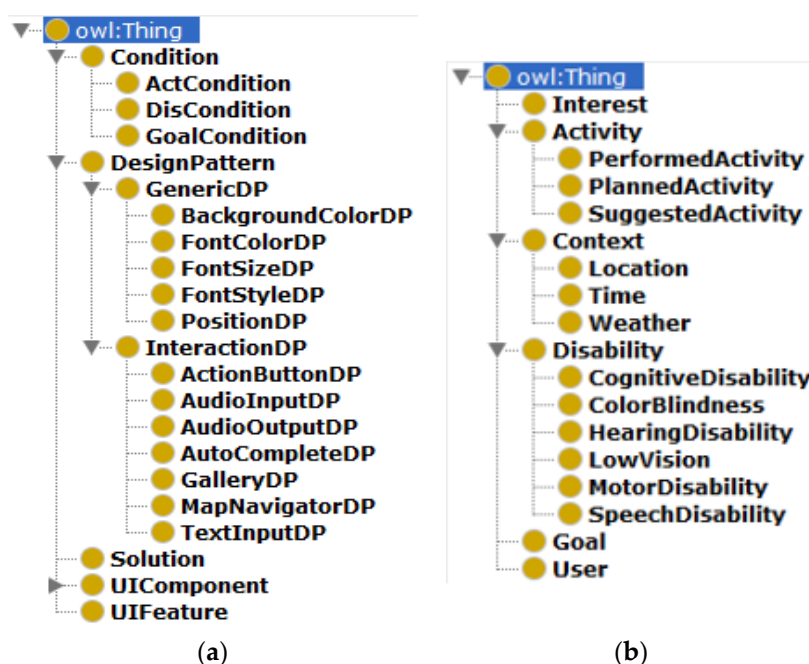 owl:Thing
Condition
ActCondition
DisCondition
GoalCondition
DesignPattern
GenericDP
BackgroundColorDP
FontColorDP
FontSizeDP
FontStyleDP
PositionDP
InteractionDP
ActionButtonDP
AudioInputDP
AudioOutputDP
AutoCompleteDP
GalleryDP
MapNavigatorDP
TextInputDP
Solution
UIComponent
UIFeature
(a)
owl:Thing
Interest
Activity
PerformedActivity
PlannedActivity
SuggestedActivity
Context
Location
Time
Weather
Disability
CognitiveDisability
ColorBlindness
HearingDisability
LowVision
MotorDisability
SpeechDisability
Goal
User
(b)